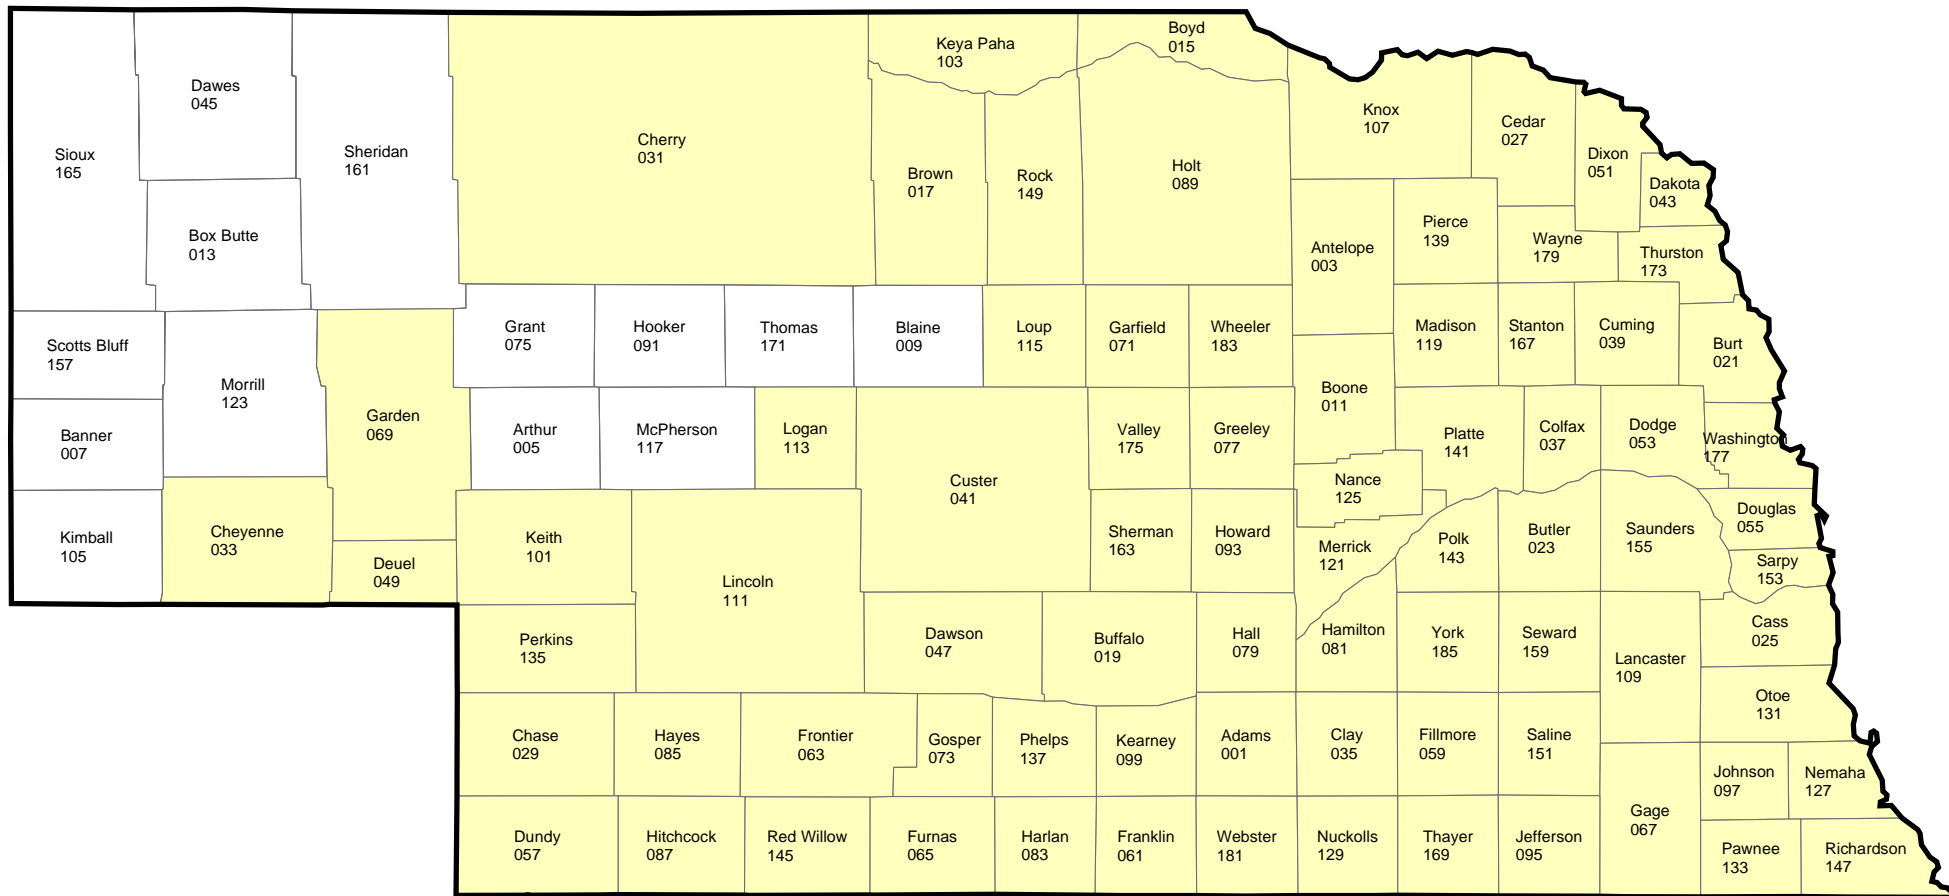 Keya Paha
103
Boyd
015
Dawes
045
Sioux
165
Sheridan
161
Cherry
031
Brown
017
Rock
149
Holt
089
Knox
107
Cedar
027
Dixon
051
Dakota
043
Box Butte
013
Antelope
003
Pierce
139
Wayne
179
Thurston
173
Scotts Bluff
157
Morrill
123
Garden
069
Grant
075
Hooker
091
Thomas
171
Blaine
009
Loup
115
Garfield
071
Wheeler
183
Boone
011
Madison
119
Stanton
167
Cuming
039
Burt
021
Banner
007
Arthur
005
McPherson
117
Logan
113
Custer
041
Valley
175
Greeley
077
Nance
125
Platte
141
Colfax
037
Dodge
053
Washington
177
Kimball
105
Cheyenne
033
Deuel
049
Keith
101
Lincoln
111
Sherman
163
Howard
093
Merrick
121
Polk
143
Butler
023
Saunders
155
Douglas
055
Sarpy
153
Perkins
135
Dawson
047
Buffalo
019
Hall
079
Hamilton
081
York
185
Seward
159
Lancaster
109
Cass
025
Otoe
131
Chase
029
Hayes
085
Frontier
063
Gosper
073
Phelps
137
Kearney
099
Adams
001
Clay
035
Fillmore
059
Saline
151
Johnson
097
Nemaha
127
Dundy
057
Hitchcock
087
Red Willow
145
Furnas
065
Harlan
083
Franklin
061
Webster
181
Nuckolls
129
Thayer
169
Jefferson
095
Gage
067
Pawnee
133
Richardson
147